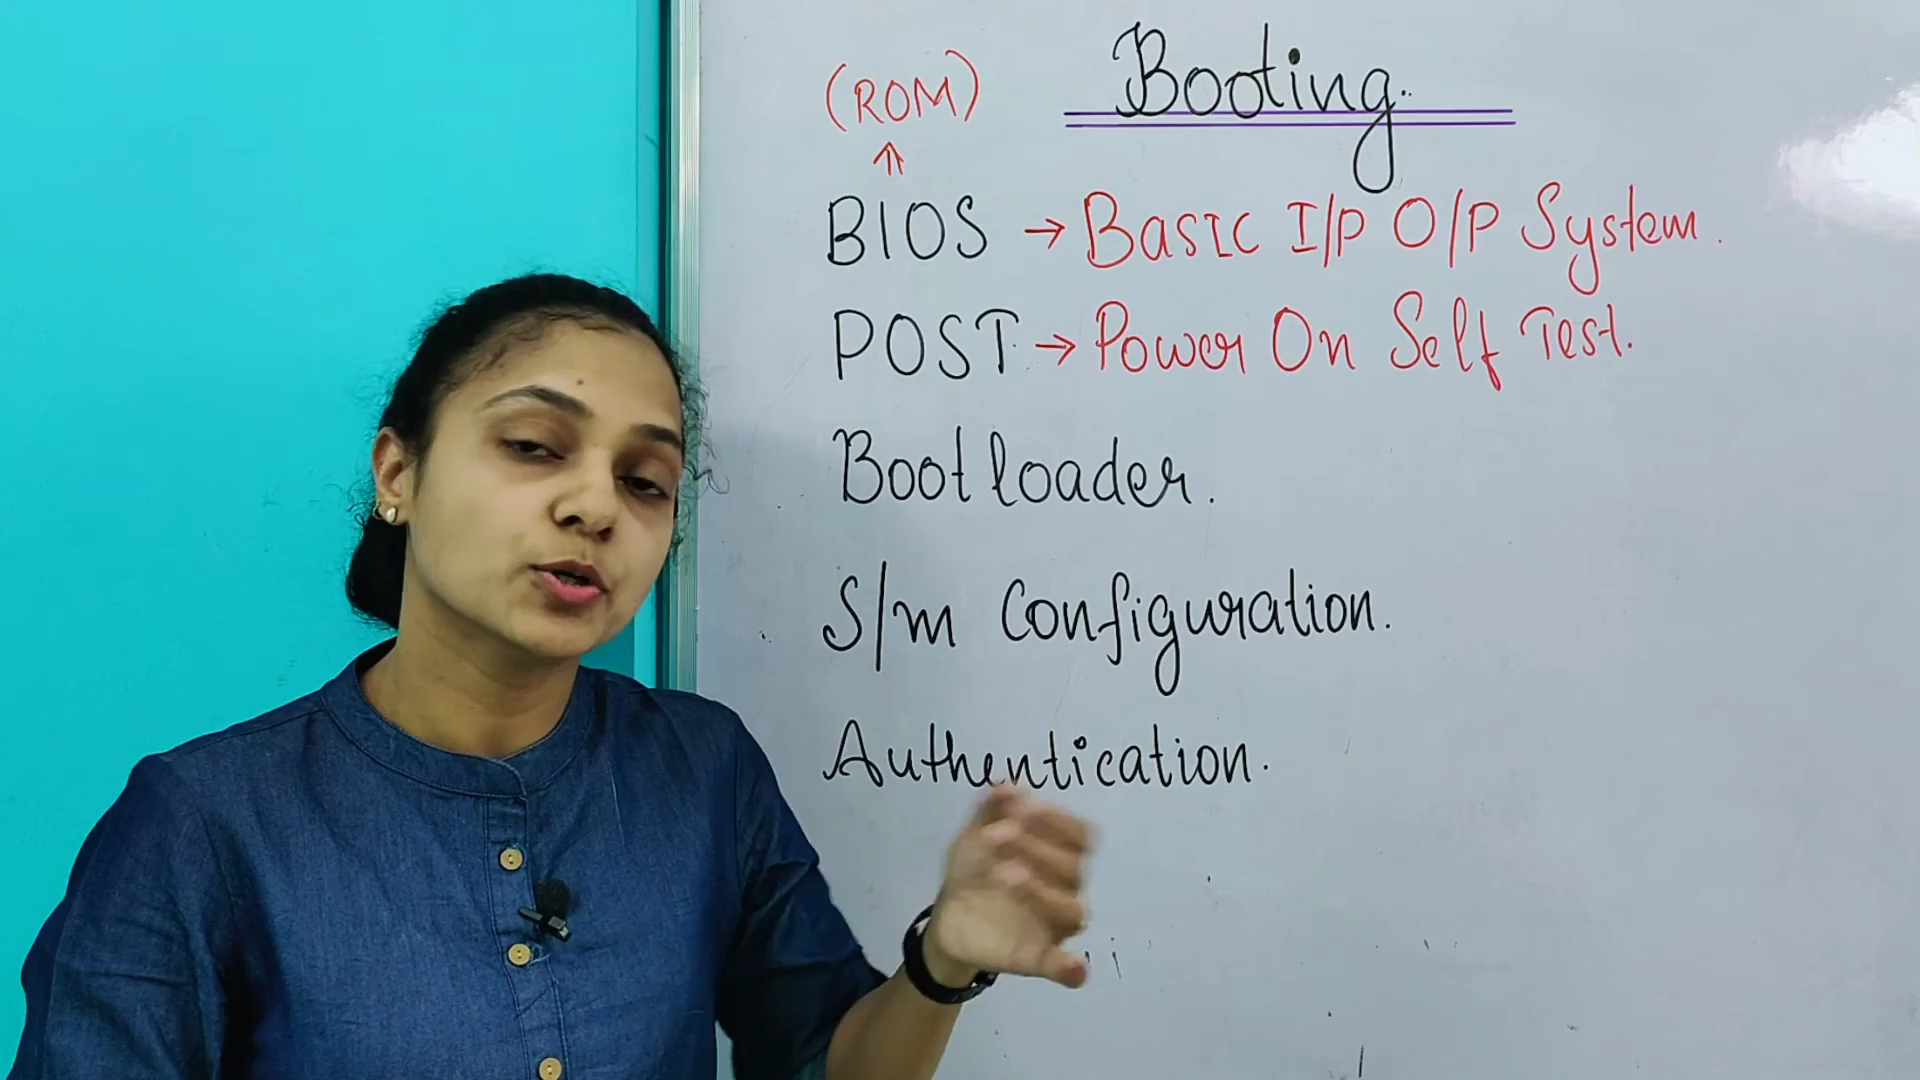 Booting.
(ROM)
↑
BIOS → Basic I/P O/P System.
POST → Power On Self Test.
Boot loader.
S/m Configuration.
Authentication.